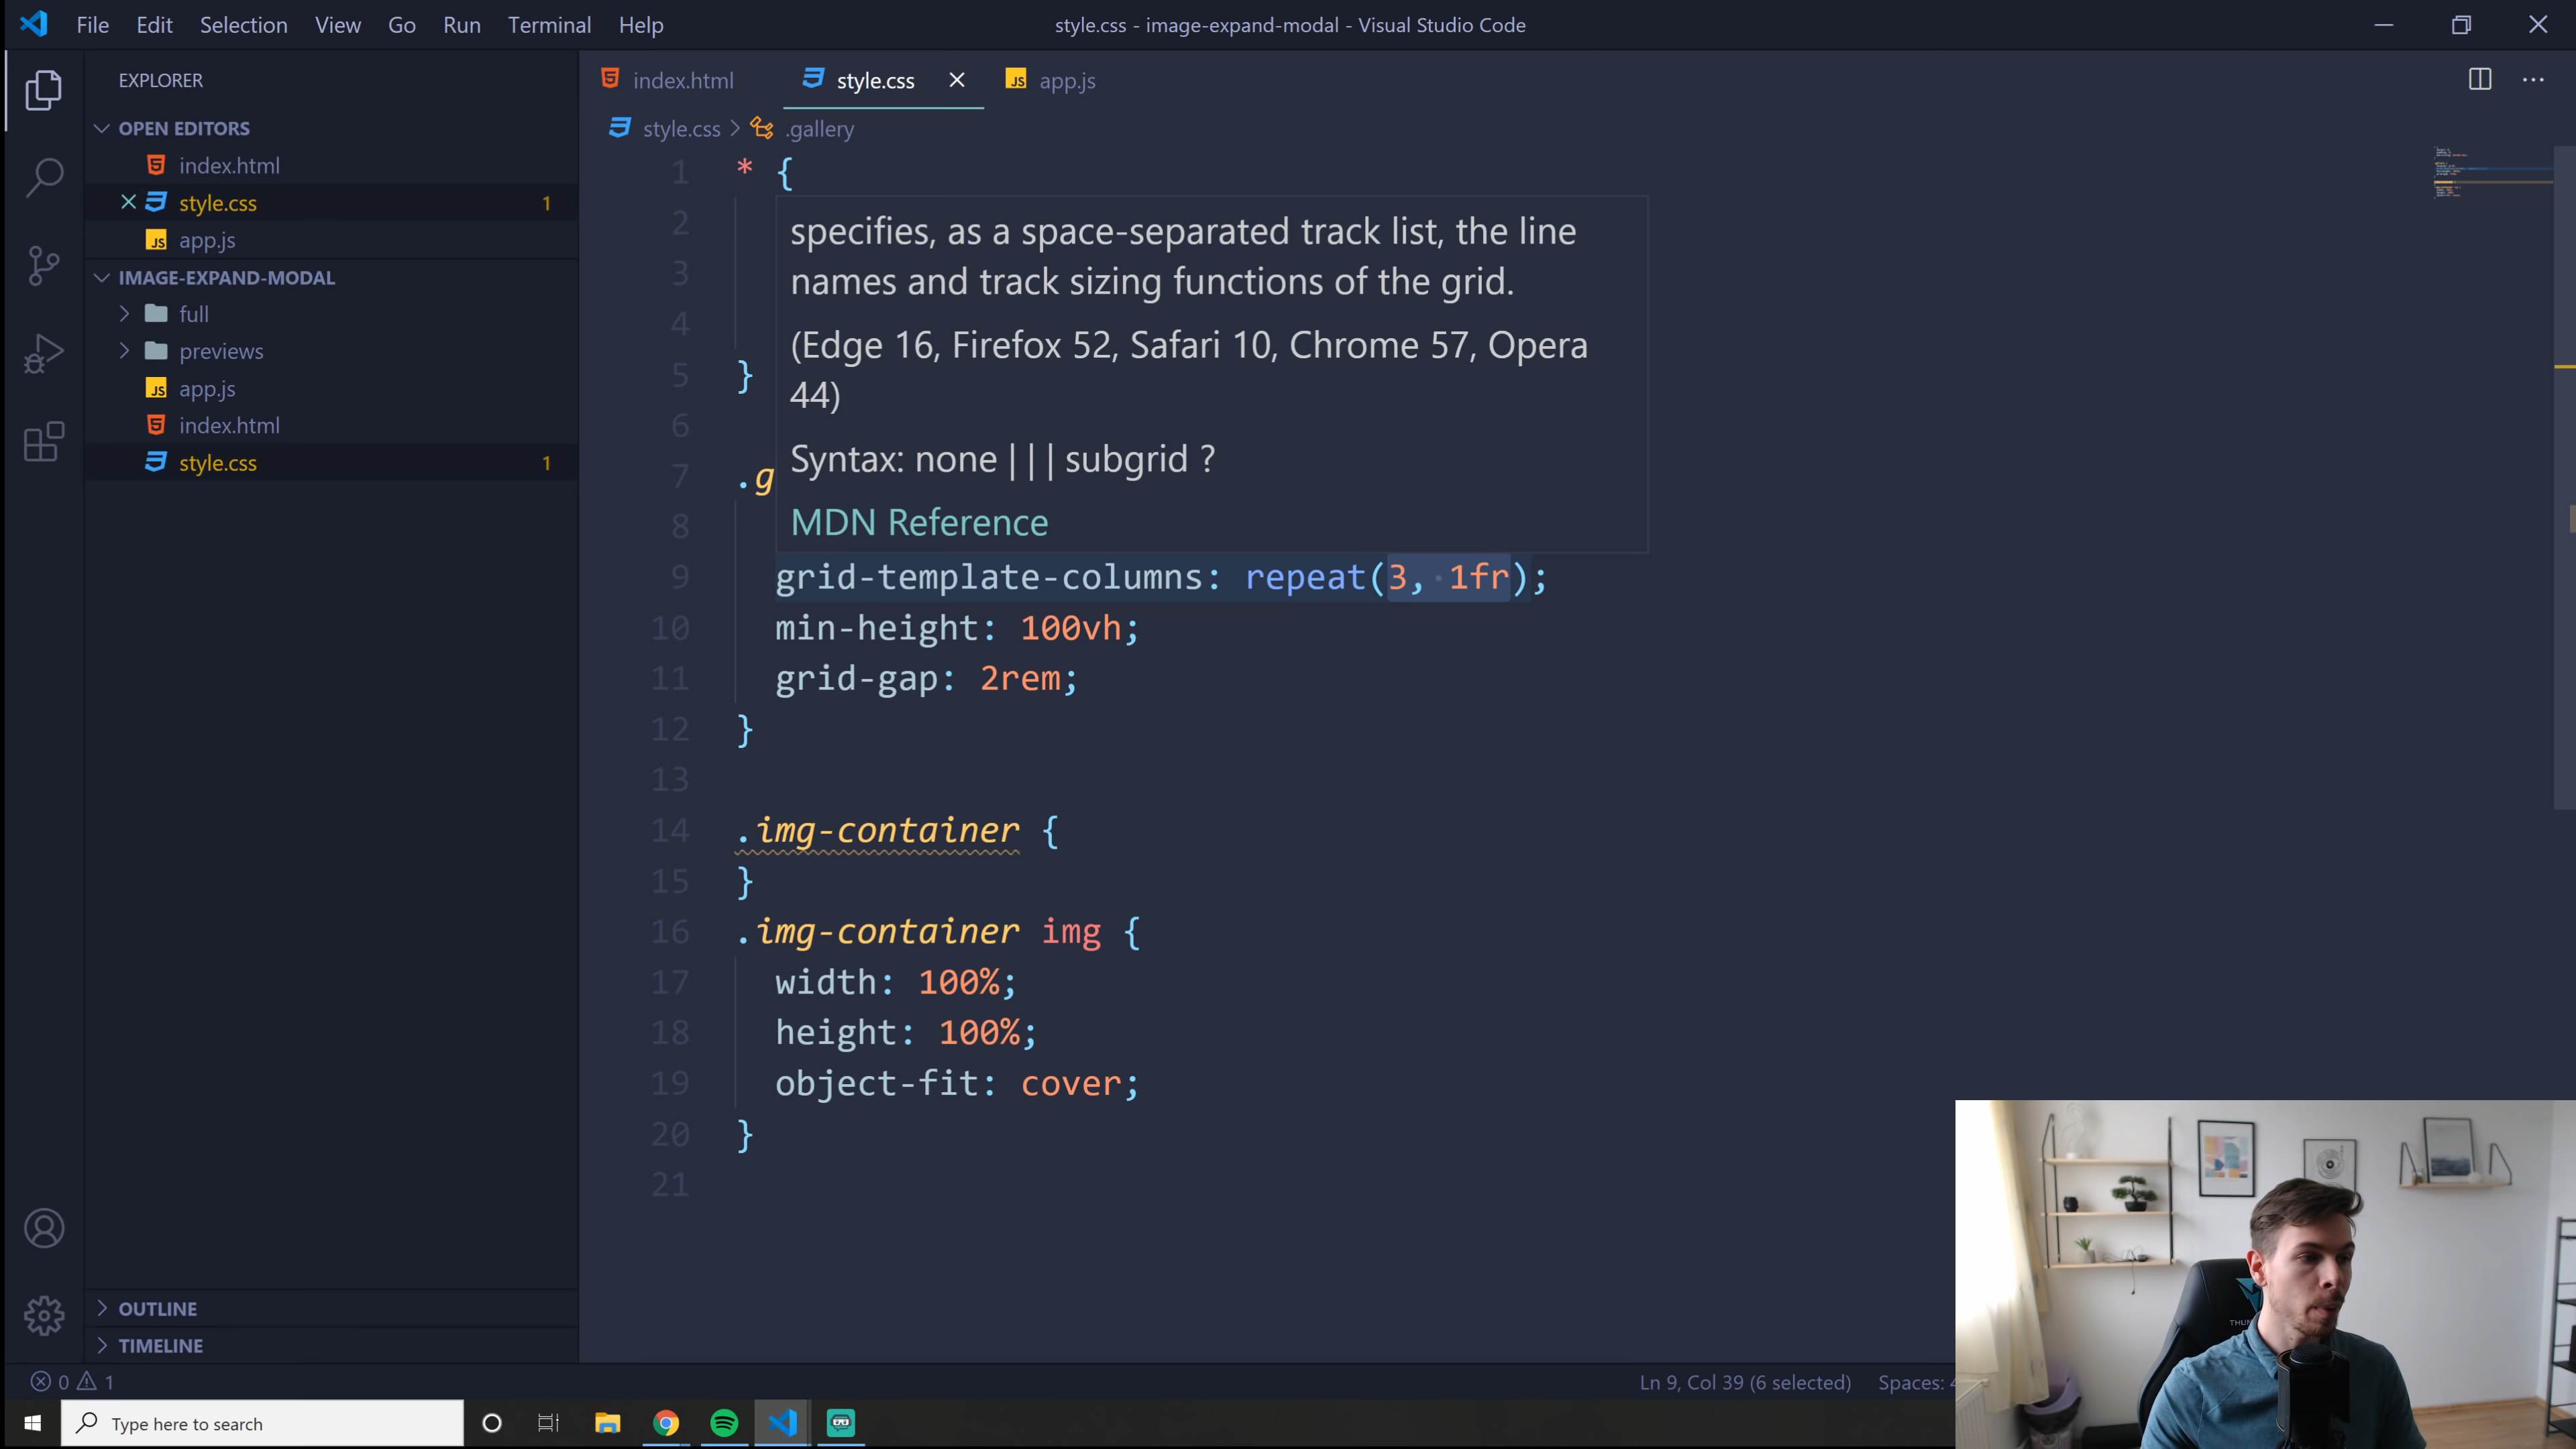 File Edit Selection View Go Run Terminal Help
style.css - image-expand-modal - Visual Studio Code
EXPLORER
OPEN EDITORS
index.html
style.css 1
app.js
IMAGE-EXPAND-MODAL
full
previews
app.js
index.html
style.css 1
OUTLINE
TIMELINE
index.html style.css app.js
style.css > .gallery
1 * {
2
3
4
5 }
6
7 .g
8
specifies, as a space-separated track list, the line
names and track sizing functions of the grid.
(Edge 16, Firefox 52, Safari 10, Chrome 57, Opera
44)
Syntax: none | | | subgrid ?
MDN Reference
9 grid-template-columns: repeat(3, 1fr);
10 min-height: 100vh;
11 grid-gap: 2rem;
12 }
13
14 .img-container {
15 }
16 .img-container img {
17 width: 100%;
18 height: 100%;
19 object-fit: cover;
20 }
21
0 1
Ln 9, Col 39 (6 selected) Spaces:
Type here to search